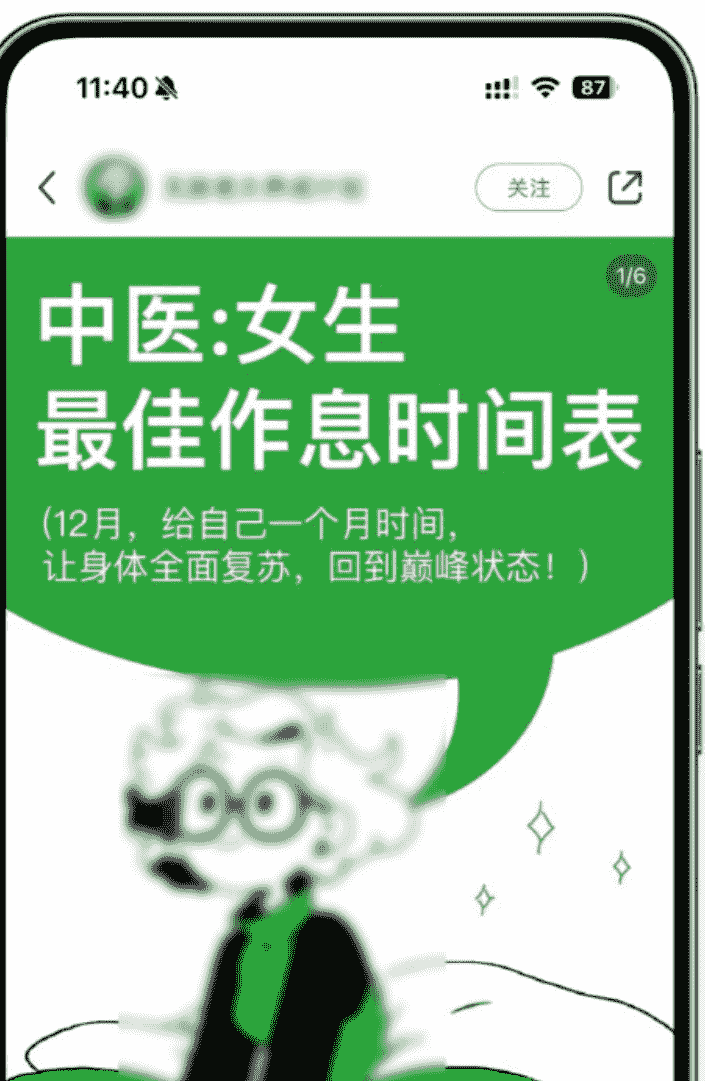 11:40
87
关注
1/6
中医:女生
最佳作息时间表
(12月，给自己一个月时间，
让身体全面复苏，回到巅峰状态！)